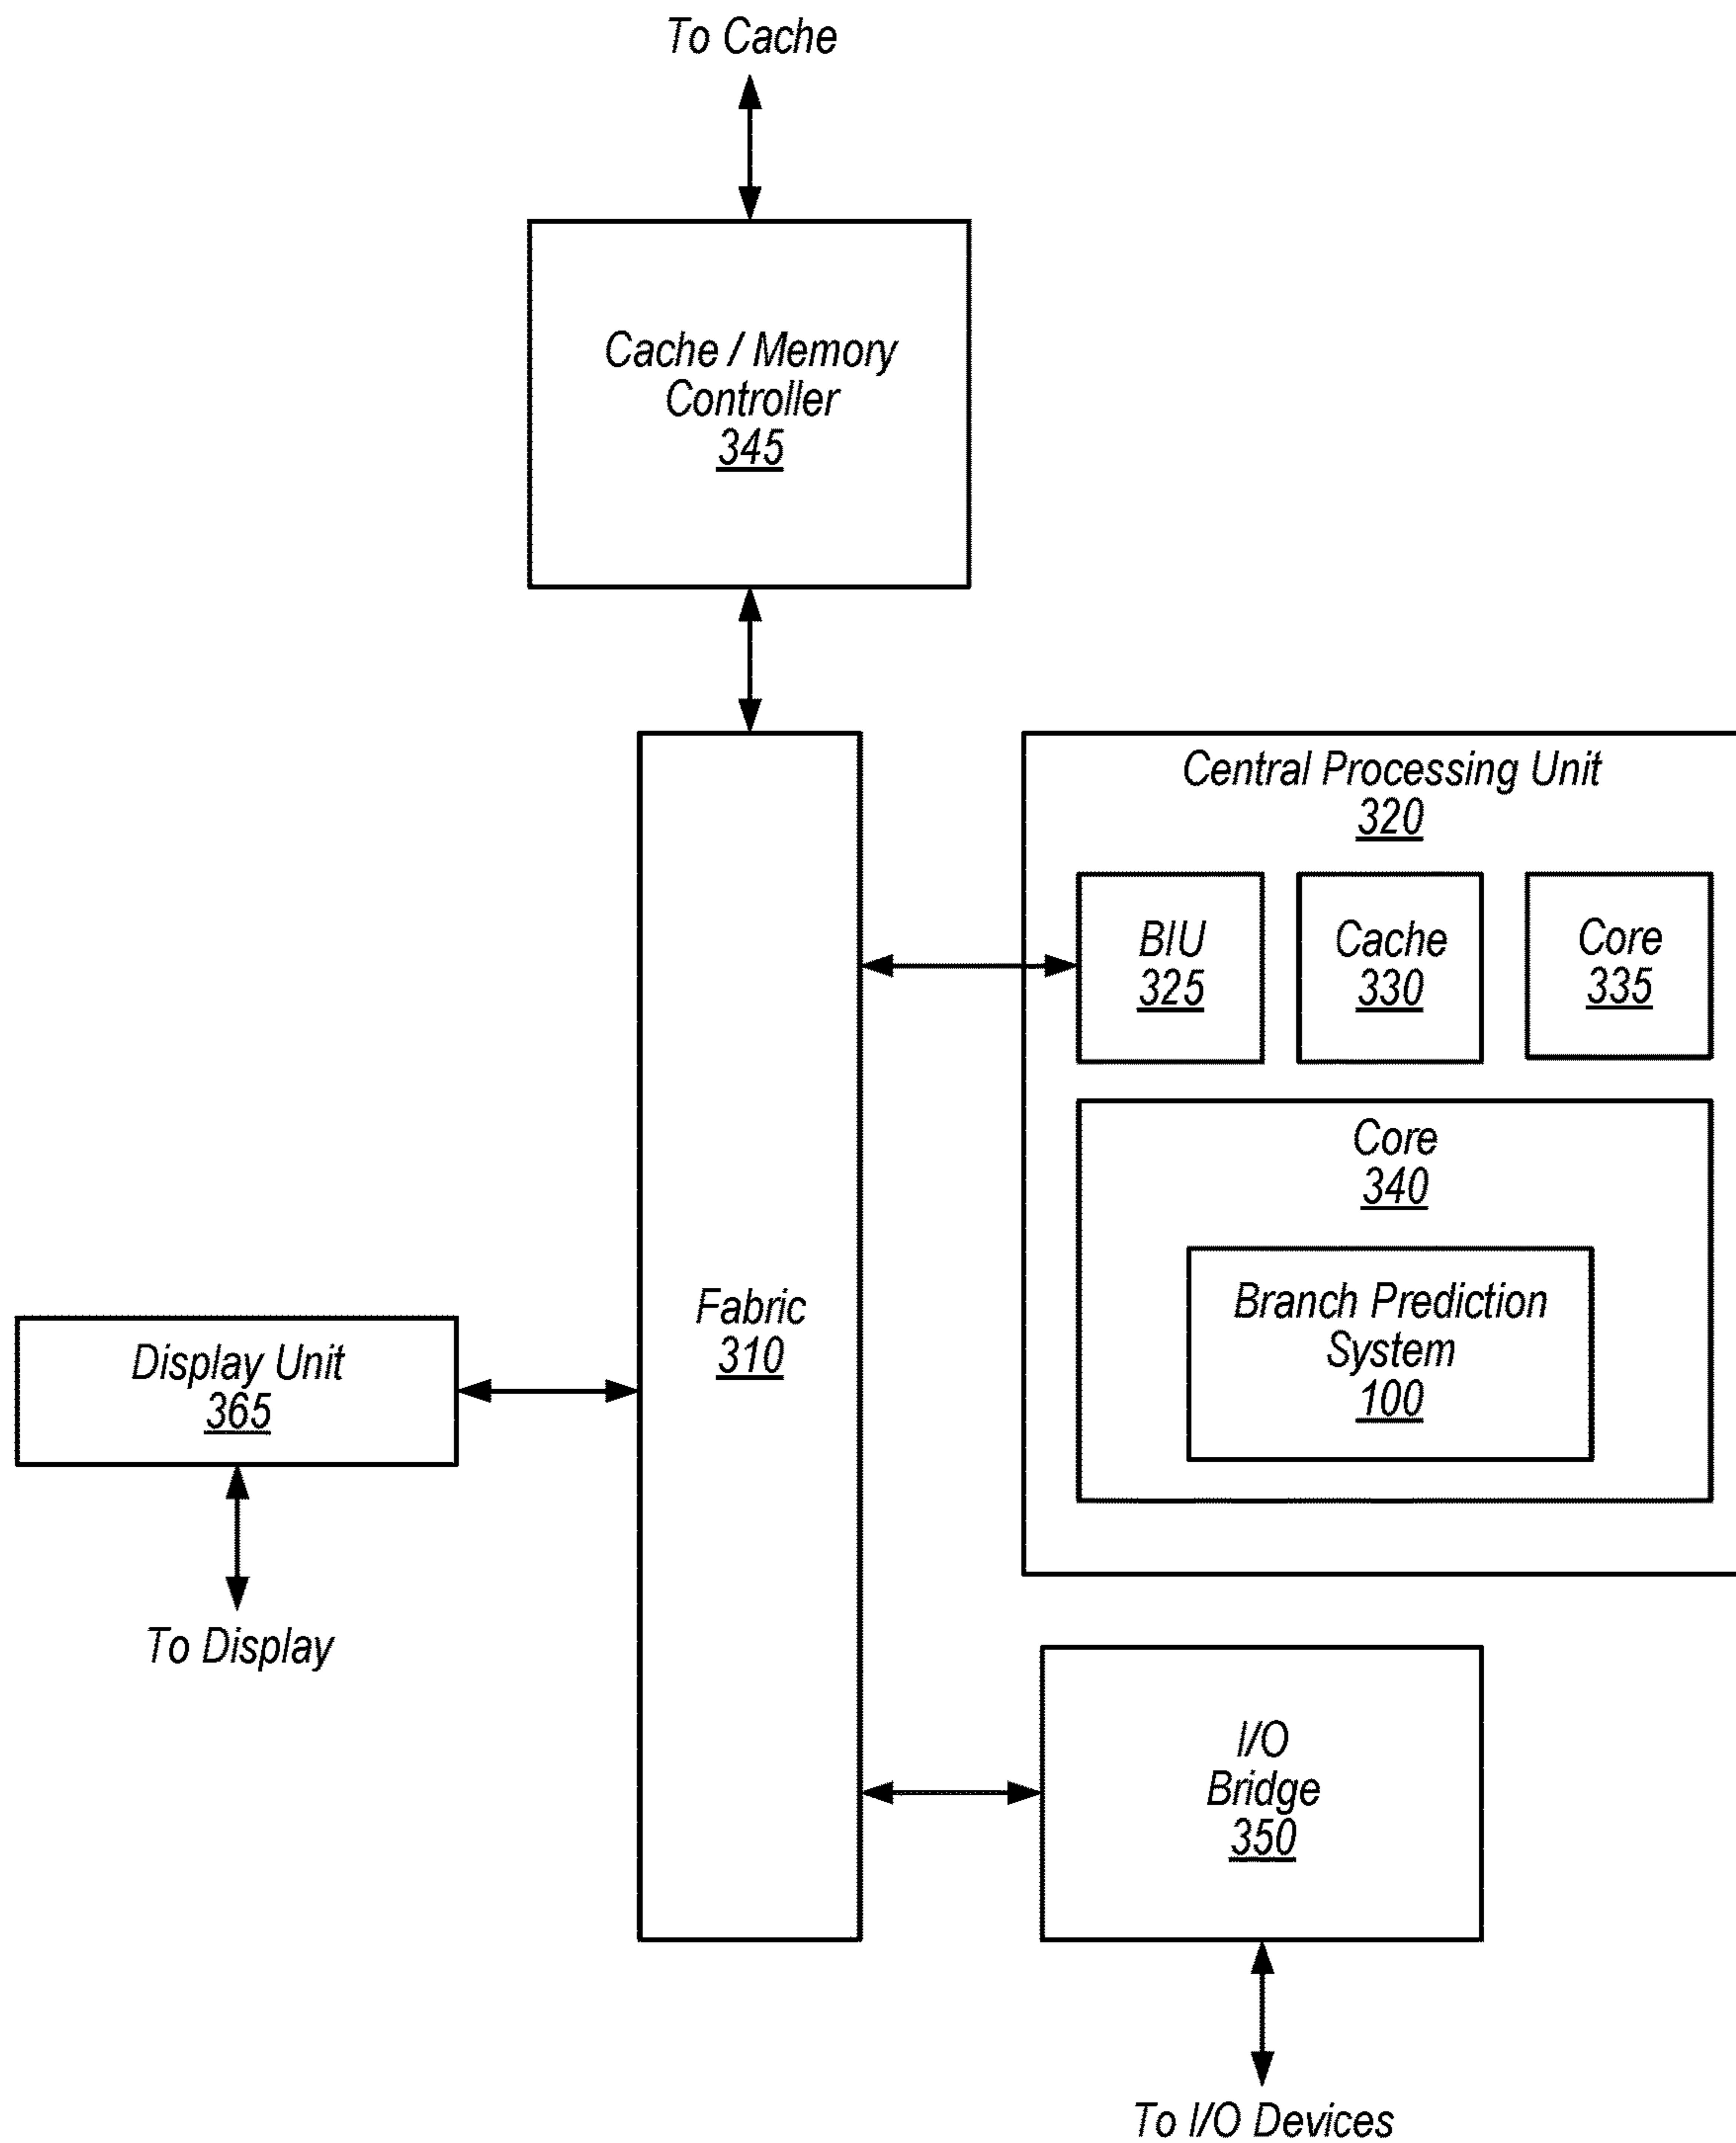 To Cache
Cache / Memory
Controller
345
Central Processing Unit
320
BIU
325
Cache
330
Core
335
Core
340
Branch Prediction
System
100
Fabric
310
Display Unit
365
To Display
I/O
Bridge
350
To I/O Devices